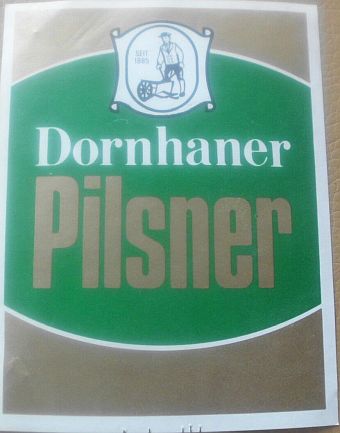 SEIT
1885
Dornhaner
Pilsner